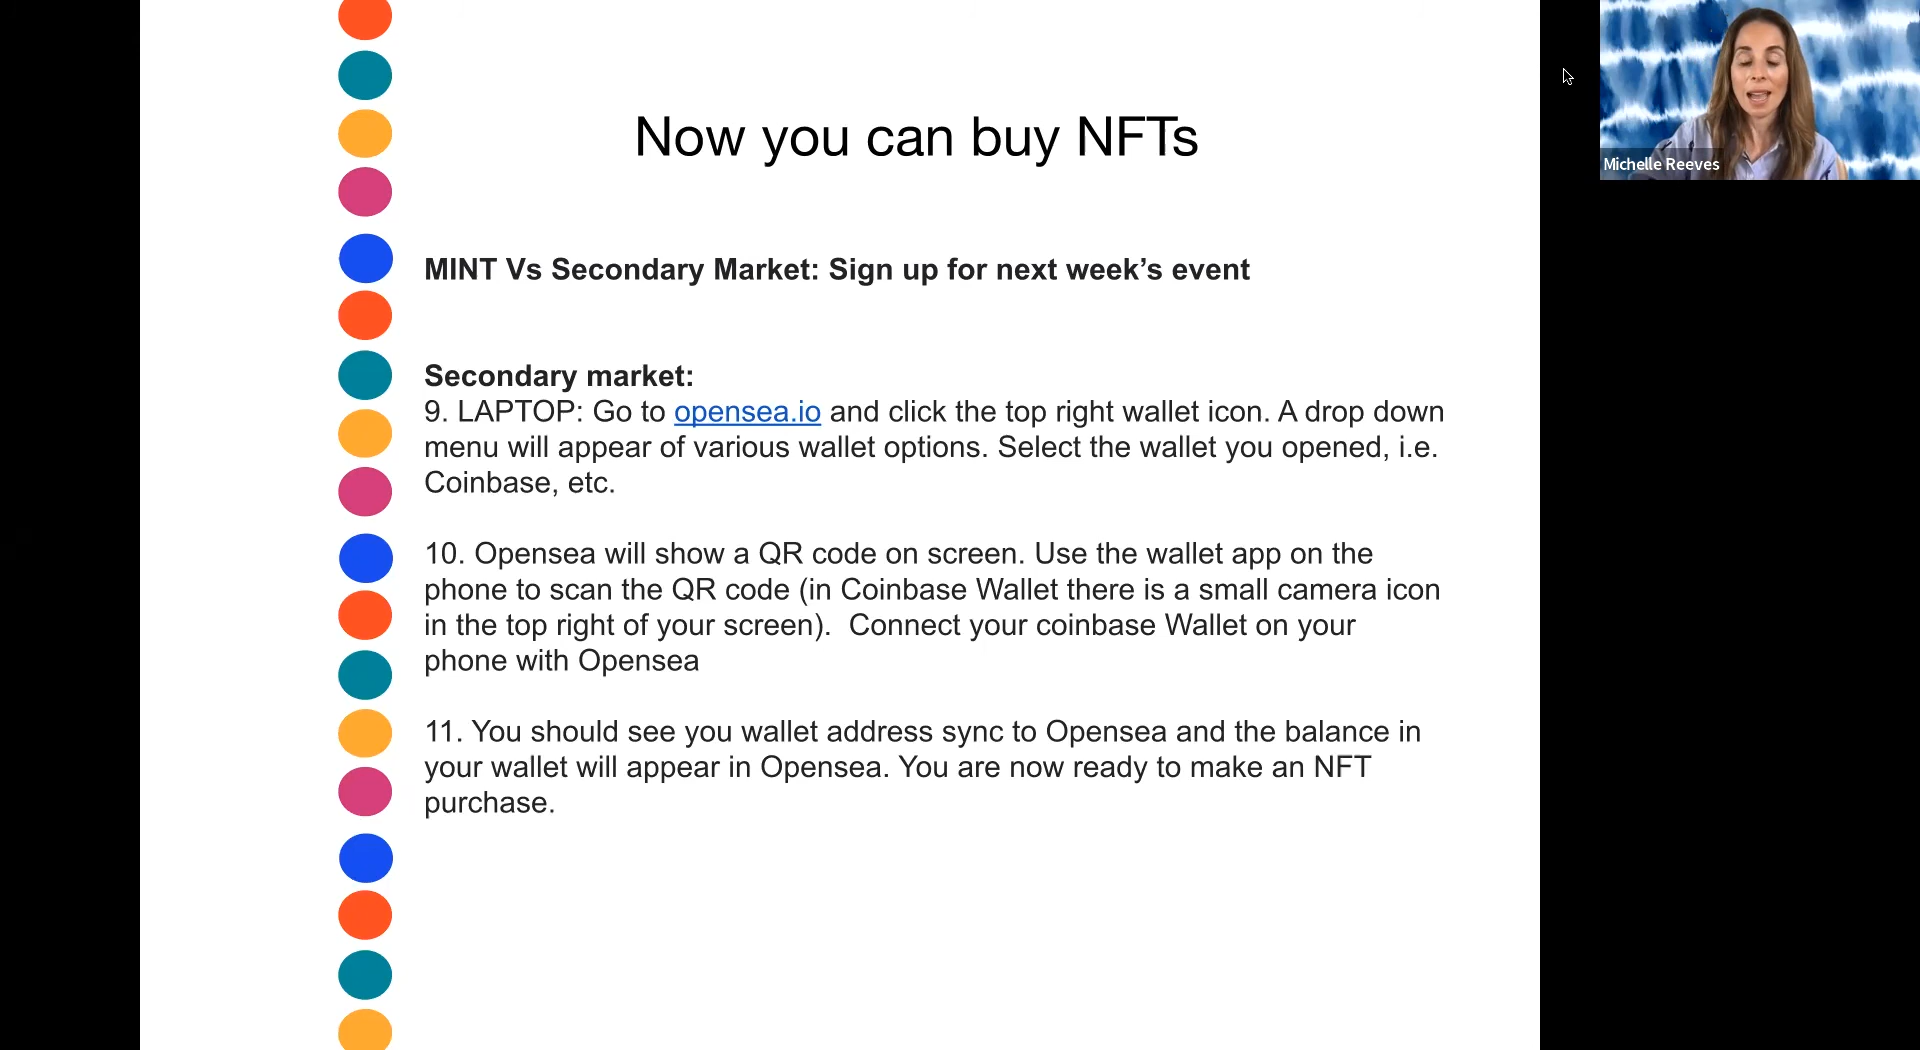 Now you can buy NFTs
MINT Vs Secondary Market: Sign up for next week’s event
Secondary market:
9. LAPTOP: Go to opensea.io and click the top right wallet icon. A drop down
menu will appear of various wallet options. Select the wallet you opened, i.e.
Coinbase, etc.
10. Opensea will show a QR code on screen. Use the wallet app on the
phone to scan the QR code (in Coinbase Wallet there is a small camera icon
in the top right of your screen).  Connect your coinbase Wallet on your
phone with Opensea
11. You should see you wallet address sync to Opensea and the balance in
your wallet will appear in Opensea. You are now ready to make an NFT
purchase.
Michelle Reeves